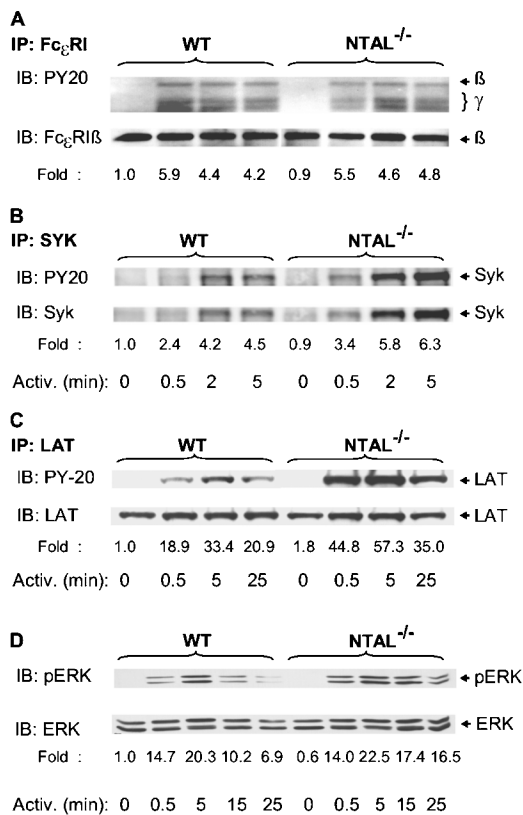 A
IP: FcεRI WT NTAL-/-
IB: PY20 ß
} γ
IB: FcεRIß ß
Fold : 1.0 5.9 4.4 4.2 0.9 5.5 4.6 4.8
B
IP: SYK WT NTAL-/-
IB: PY20 Syk
IB: Syk Syk
Fold : 1.0 2.4 4.2 4.5 0.9 3.4 5.8 6.3
Activ. (min): 0 0.5 2 5 0 0.5 2 5
C
IP: LAT WT NTAL-/-
IB: PY-20 LAT
IB: LAT LAT
Fold : 1.0 18.9 33.4 20.9 1.8 44.8 57.3 35.0
Activ. (min): 0 0.5 5 25 0 0.5 5 25
D
WT NTAL-/-
IB: pERK pERK
IB: ERK ERK
Fold : 1.0 14.7 20.3 10.2 6.9 0.6 14.0 22.5 17.4 16.5
Activ. (min): 0 0.5 5 15 25 0 0.5 5 15 25